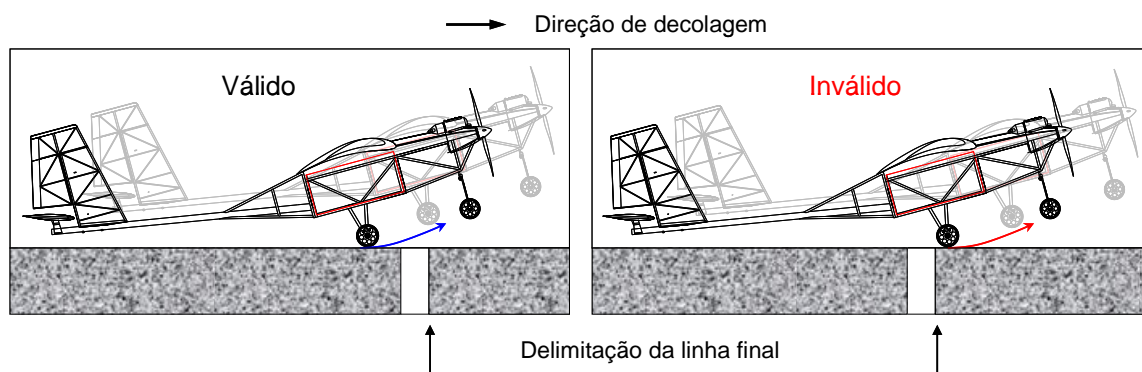 Direção de decolagem
Válido
Inválido
Delimitação da linha final